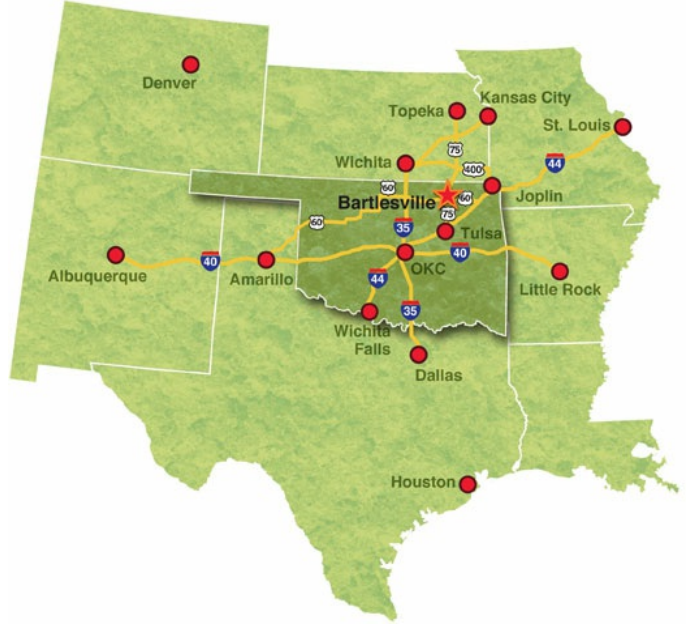 Denver
Topeka
Kansas City
St. Louis
75
44
Wichita
400
60
Joplin
Bartlesville
60
75
60
35
Tulsa
Albuquerque
40
Amarillo
OKC
40
44
Little Rock
35
Wichita
Falls
Dallas
Houston